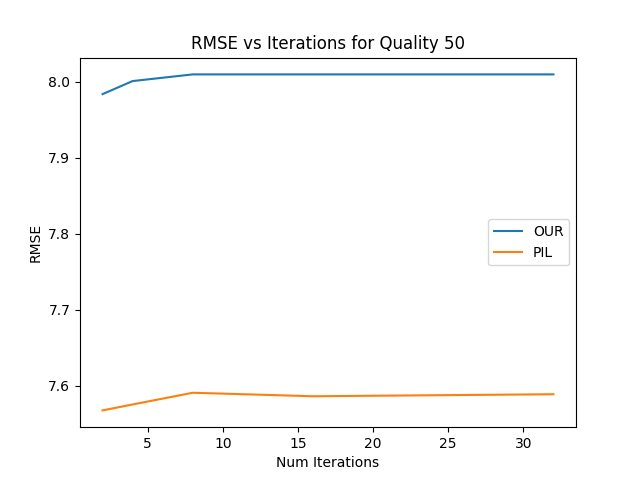 RMSE vs Iterations for Quality 50
8.0
7.9
7.8
7.7
7.6
RMSE
OUR
PIL
5 10 15 20 25 30
Num Iterations